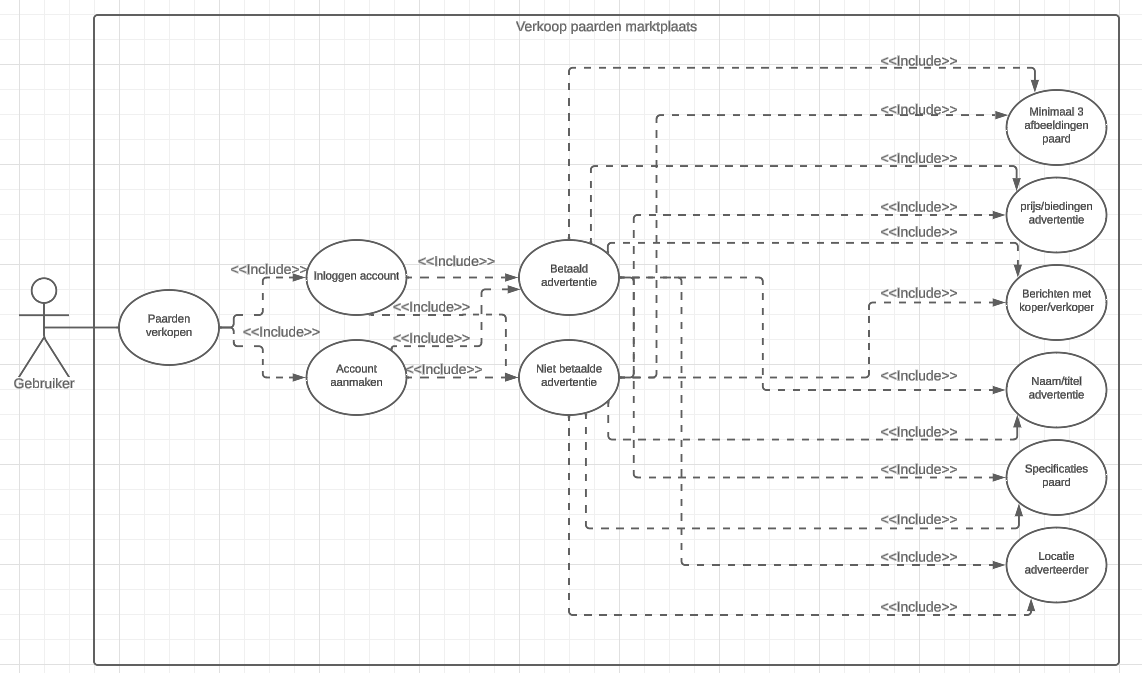 Verkoop paarden marktplaats
<<Include>>
<<Include>>
Minimaal 3
afbeeldingen
paard
<<Include>>
<<Include>>
prijs/biedingen
advertentie
<<Include>>
<<Include>>
Berichten met
koper/verkoper
<<Include>>
<<Include>>
Inloggen account
Betaald
advertentie
<<Include>>
Paarden
verkopen
<<Include>>
<<Include>>
<<Include>>
Account
aanmaken
Niet betaalde
advertentie
<<Include>>
Naam/titel
advertentie
Gebruiker
<<Include>>
<<Include>>
Specificaties
paard
<<Include>>
<<Include>>
Locatie
adverteerder
<<Include>>